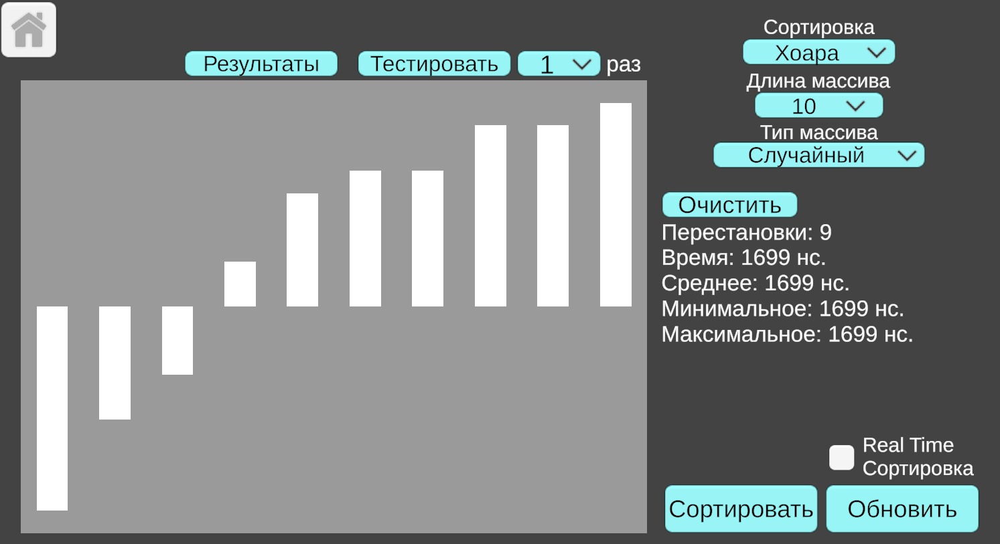 Результаты
Тестировать
1
раз
Сортировка
Хоара
Длина массива
10
Тип массива
Случайный
Очистить
Перестановки: 9
Время: 1699 нс.
Среднее: 1699 нс.
Минимальное: 1699 нс.
Максимальное: 1699 нс.
Real Time
Сортировка
Сортировать
Обновить